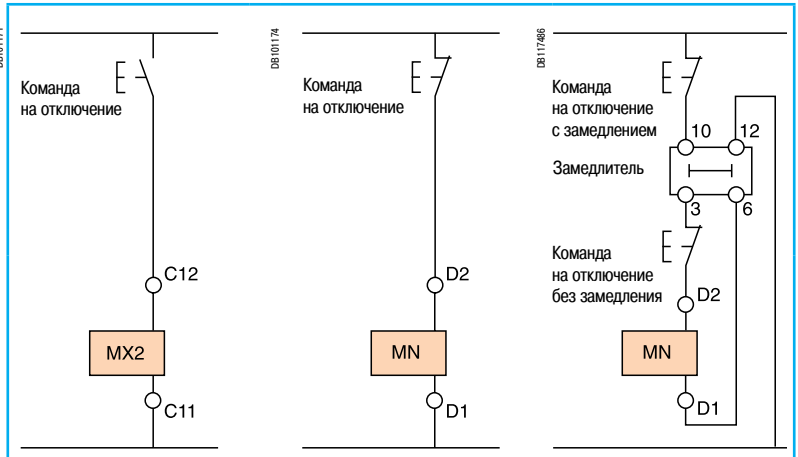 DB101171
Команда
на отключение
C12
MX2
C11
DB101174
Команда
на отключение
D2
MN
D1
DB117486
Команда
на отключение
с замедлением
10
12
Замедлитель
3
6
Команда
на отключение
без замедления
D2
MN
D1